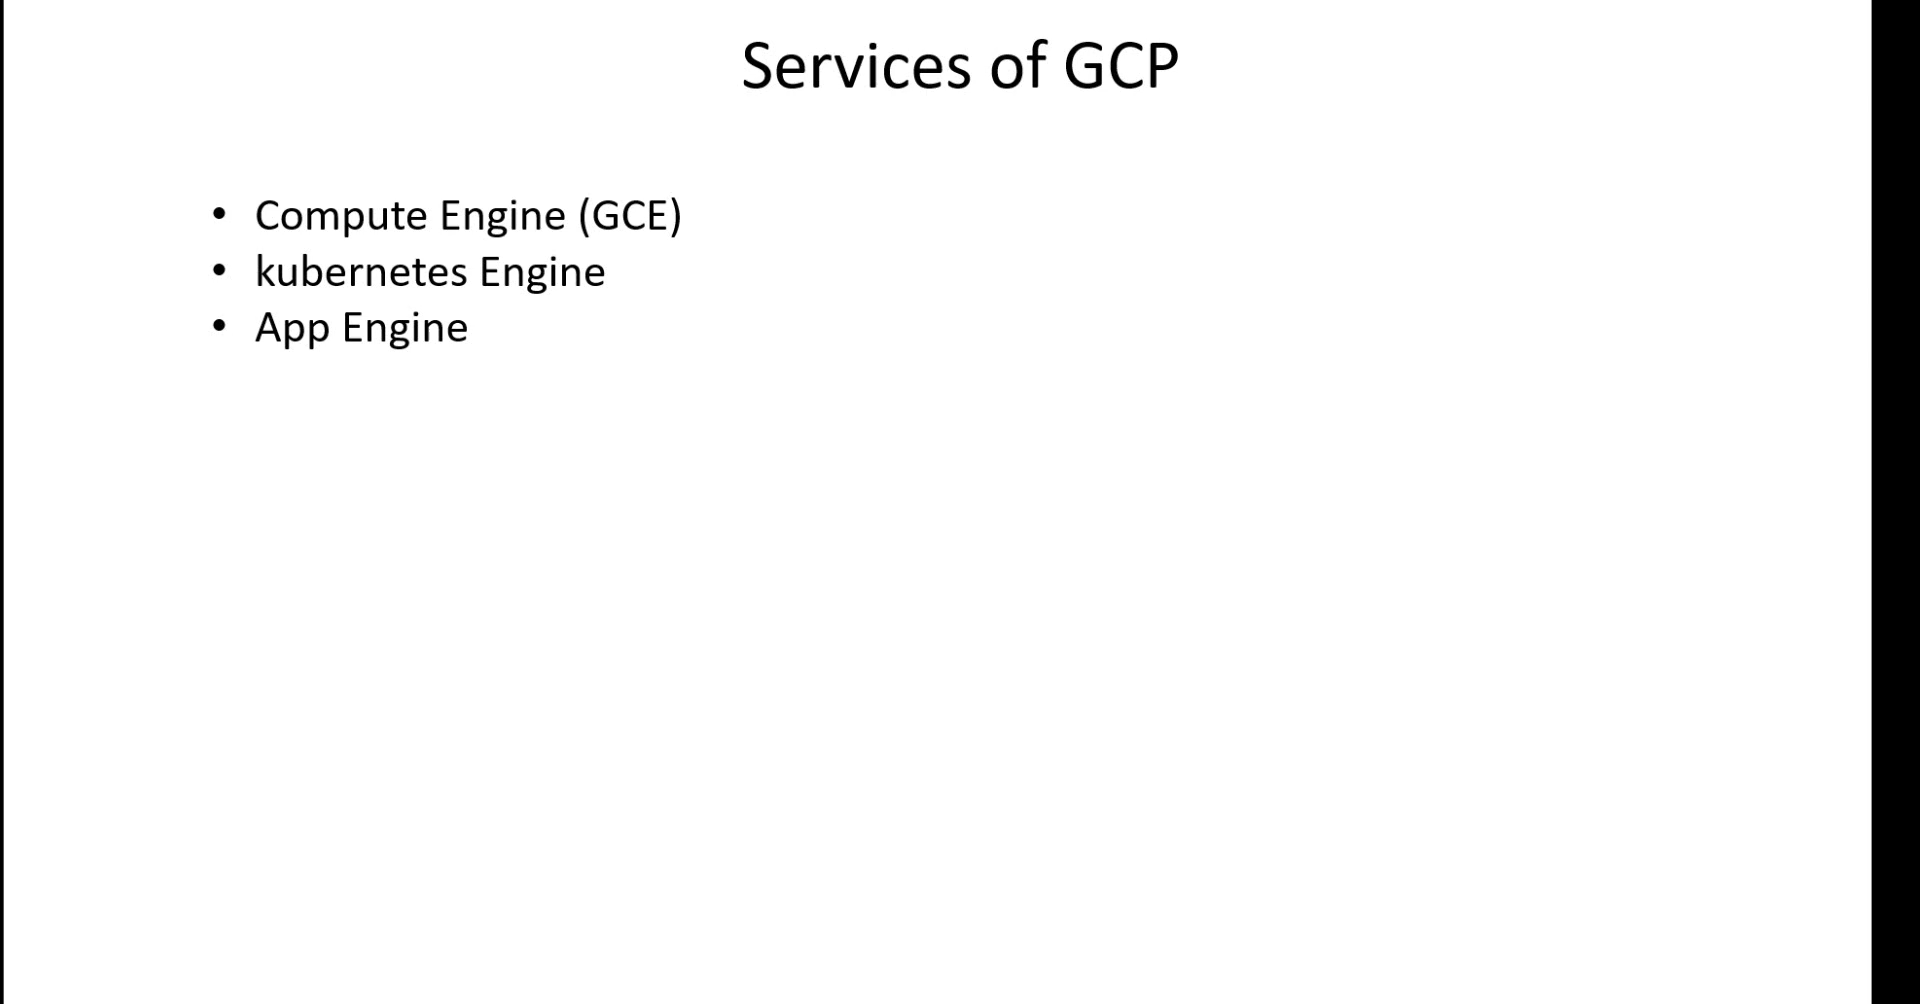 Services of GCP
• Compute Engine (GCE)
• kubernetes Engine
• App Engine